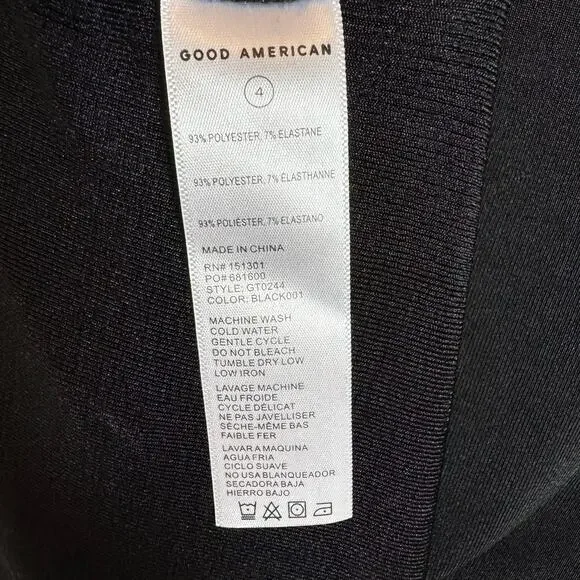 GOOD AMERICAN
4
93% POLYESTER, 7% ELASTANE
93% POLYESTER, 7% ÉLASTHANNE
93% POLIÉSTER, 7% ELASTANO
MADE IN CHINA
RN# 151301
PO# 681600
STYLE: GT0244
COLOR: BLACK001
MACHINE WASH
COLD WATER
GENTLE CYCLE
DO NOT BLEACH
TUMBLE DRY LOW
LOW IRON
LAVAGE MACHINE
EAU FROIDE
CYCLE DÉLICAT
NE PAS JAVELLISER
SÈCHE-MÊME BAS
FAIBLE FER
LAVAR A MAQUINA
AGUA FRIA
CICLO SUAVE
NO USA BLANQUEADOR
SECADORA BAJA
HIERRO BAJO